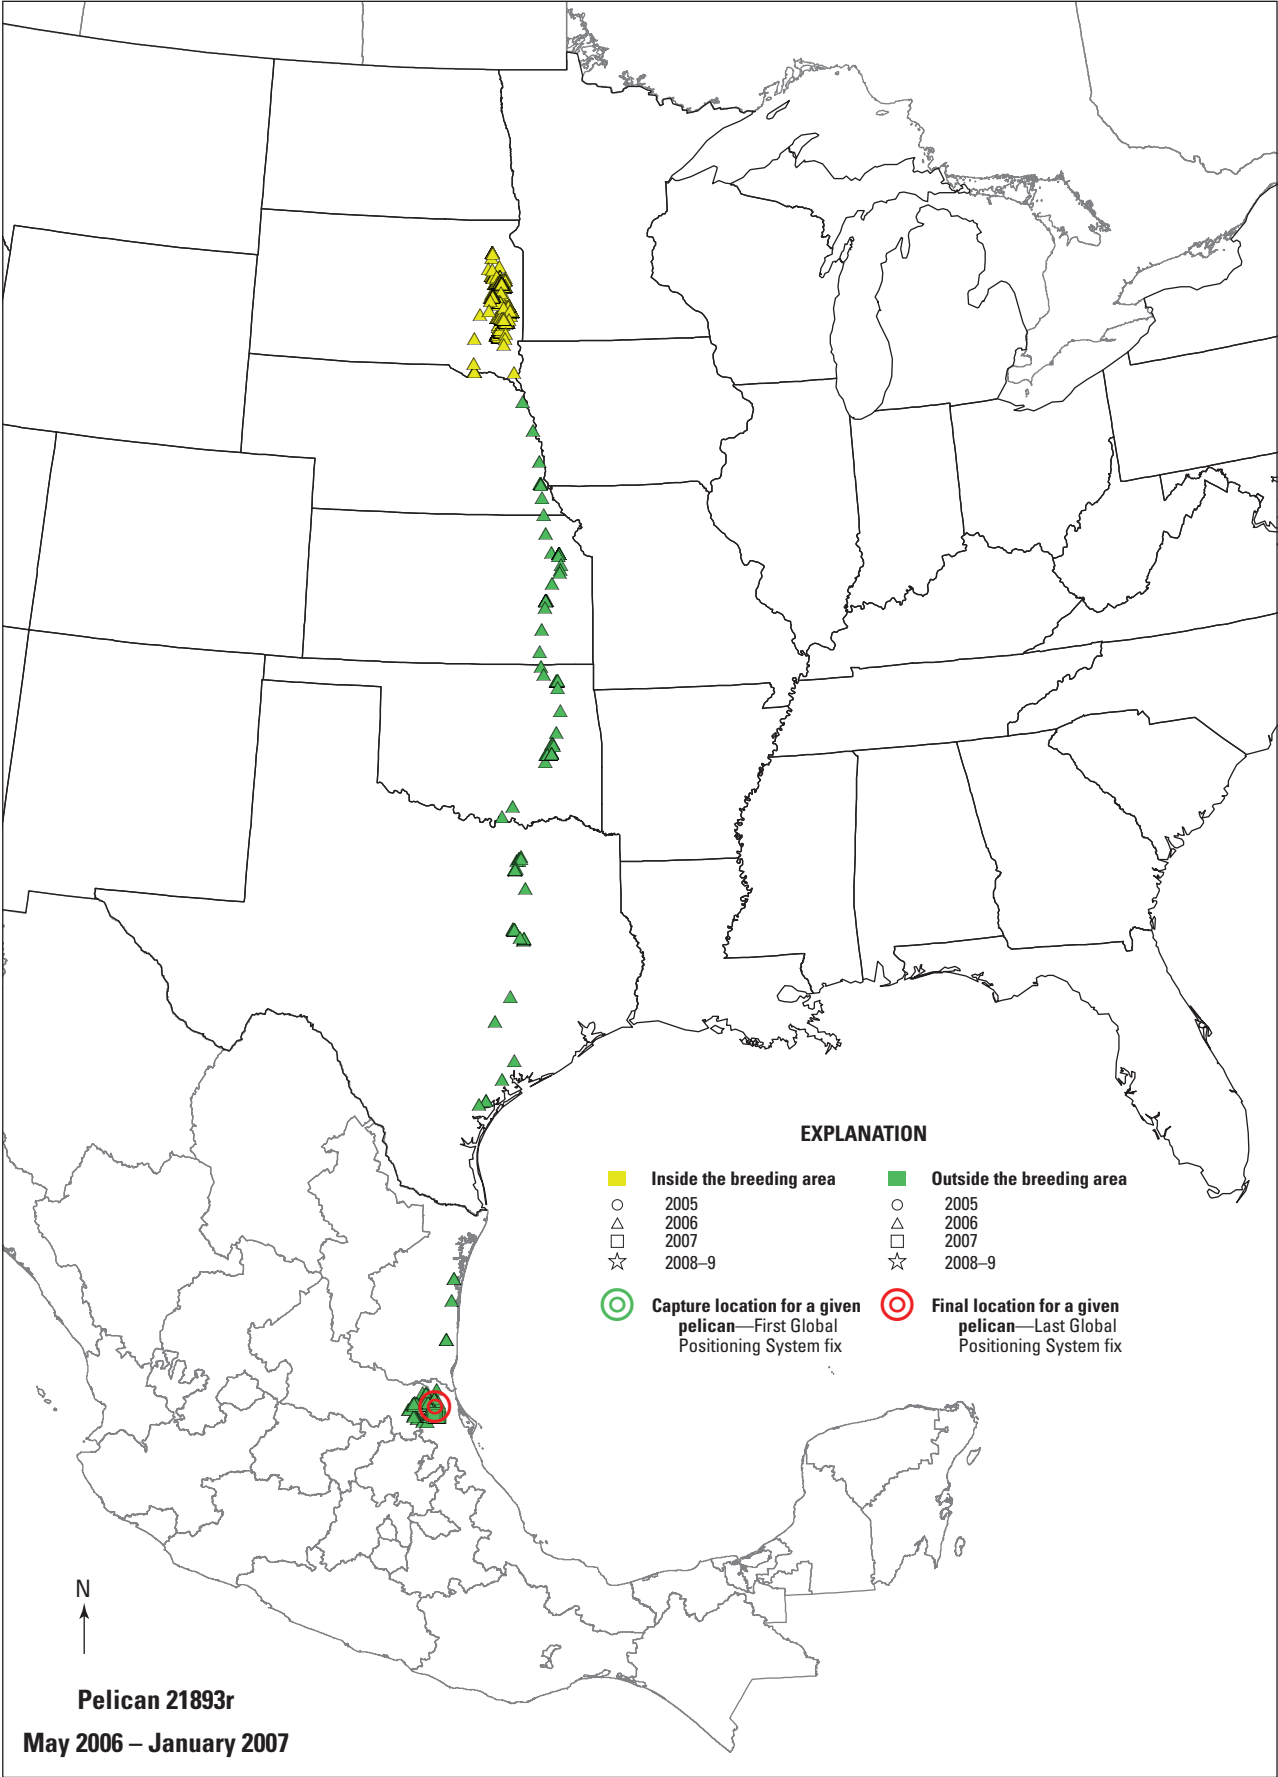 EXPLANATION
Inside the breeding area
2005
2006
2007
2008–9
Capture location for a given
pelican—First Global
Positioning System fix
Outside the breeding area
2005
2006
2007
2008–9
Final location for a given
pelican—Last Global
Positioning System fix
N
Pelican 21893r
May 2006 – January 2007